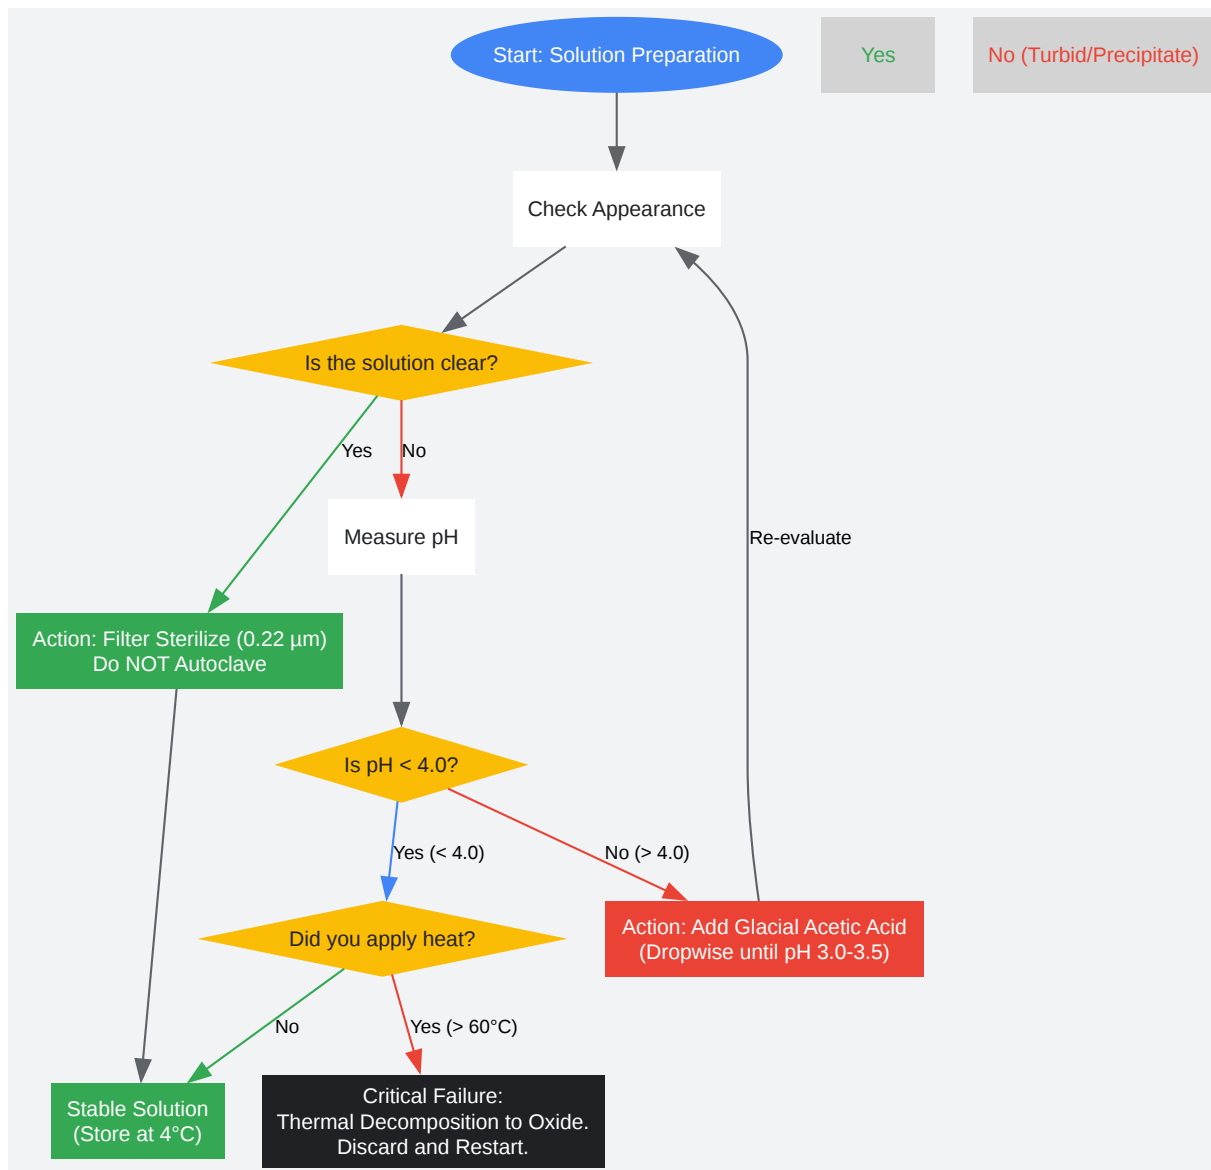 Start: Solution Preparation
Yes
No (Turbid/Precipitate)
Check Appearance
Is the solution clear?
Yes
No
Measure pH
Re-evaluate
Action: Filter Sterilize (0.22 µm)
Do NOT Autoclave
Is pH < 4.0?
Yes (< 4.0)
No (> 4.0)
Did you apply heat?
Action: Add Glacial Acetic Acid
(Dropwise until pH 3.0-3.5)
No
Yes (> 60°C)
Stable Solution
(Store at 4°C)
Critical Failure:
Thermal Decomposition to Oxide.
Discard and Restart.